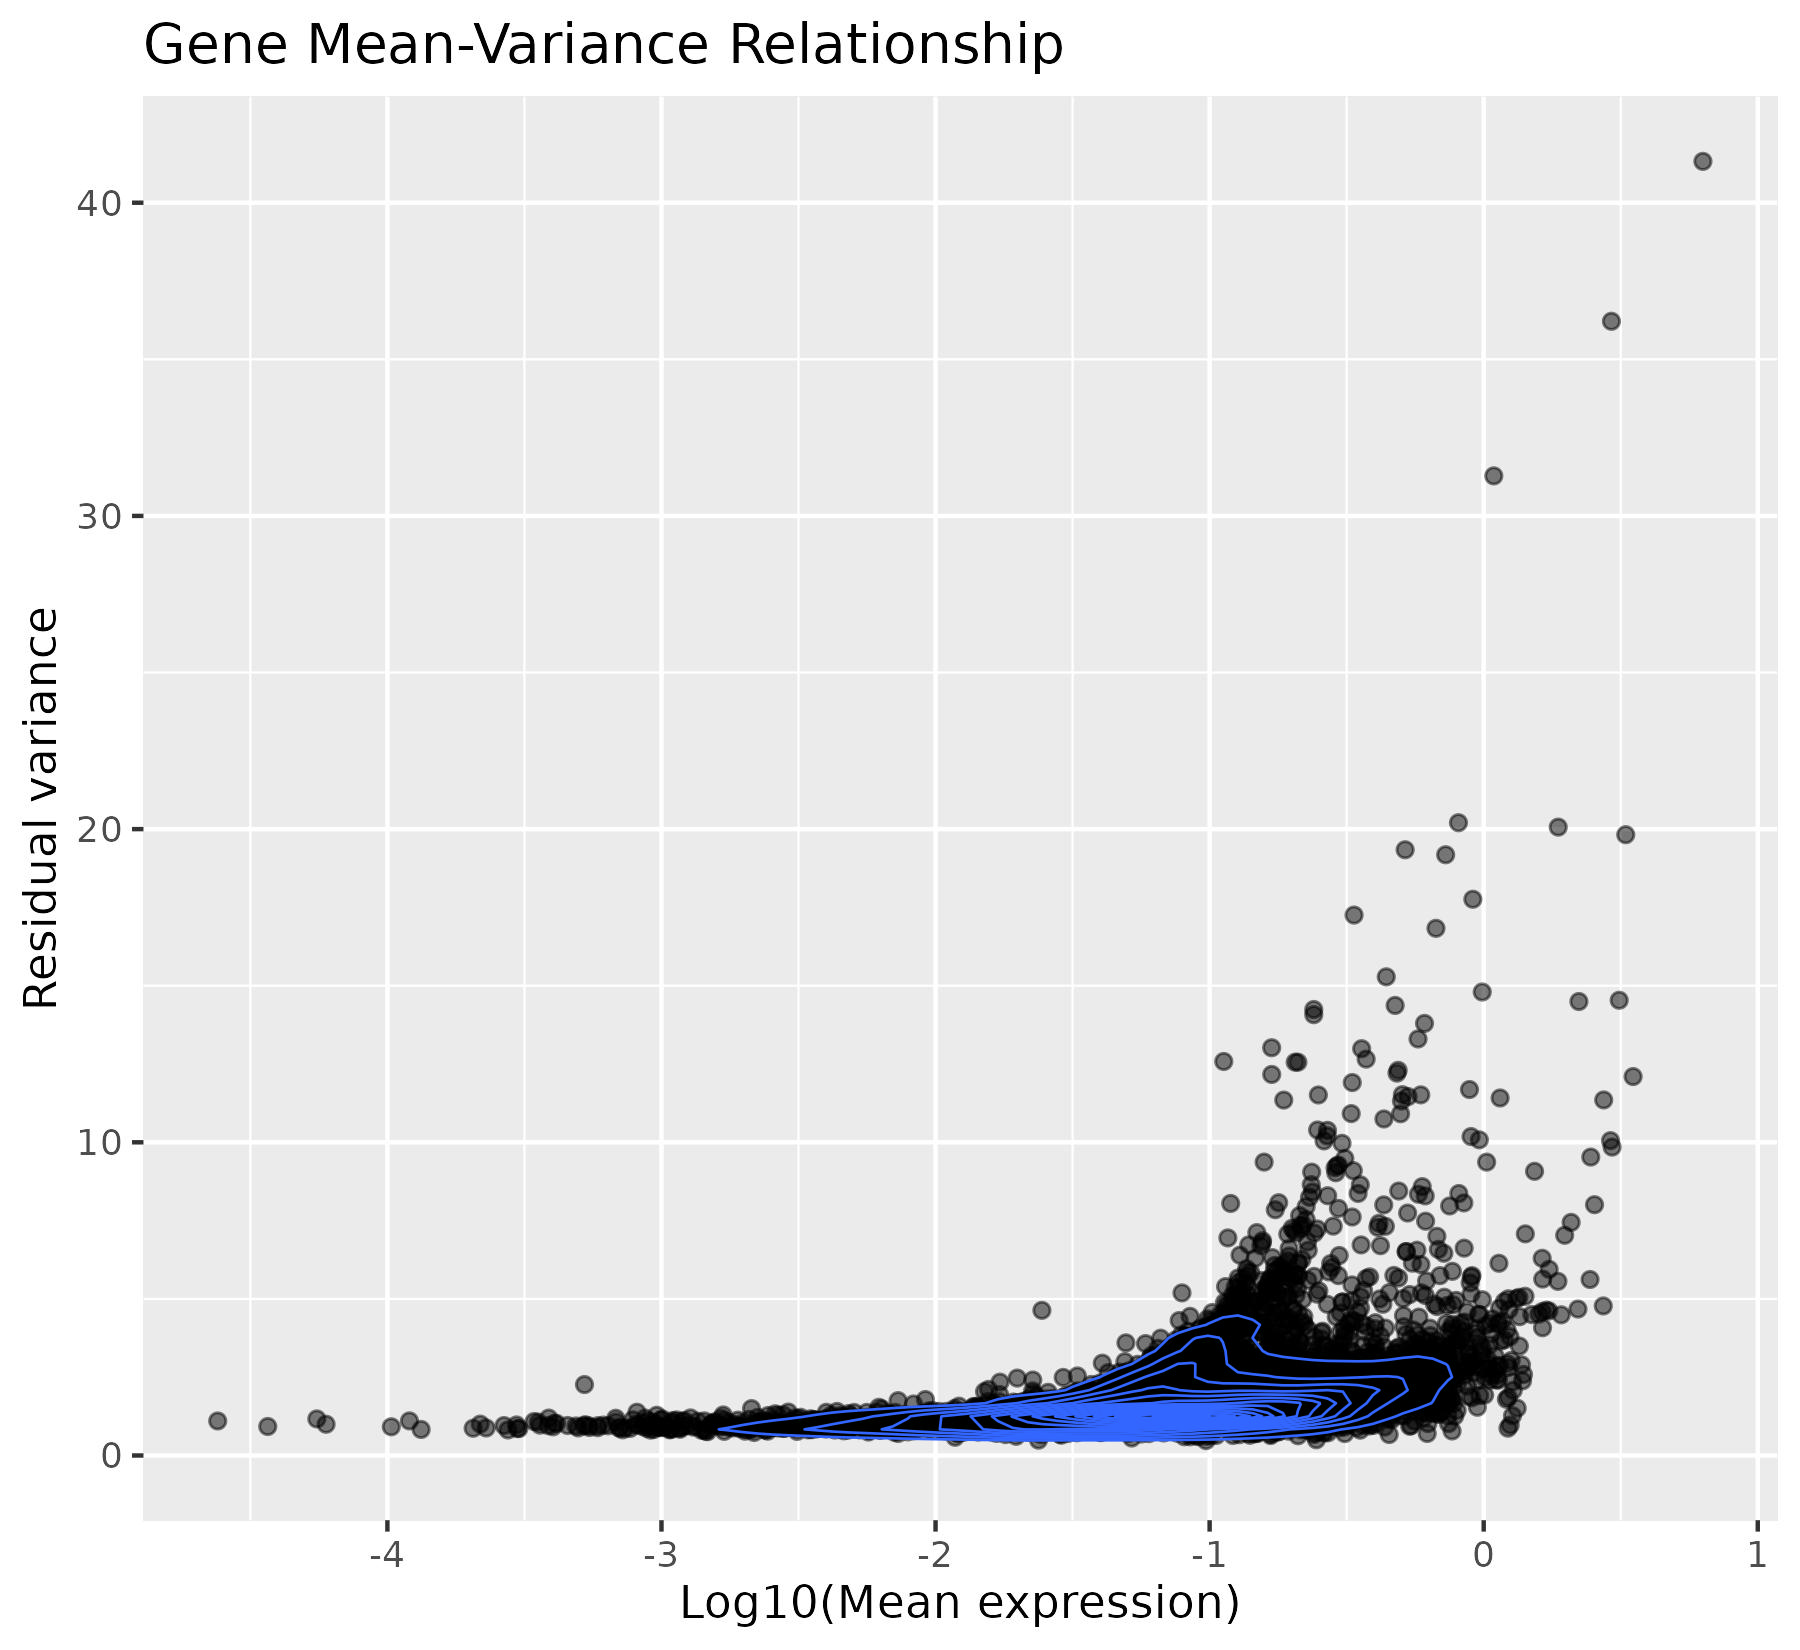 Gene Mean-Variance Relationship
40
30
20
10
0
Residual variance
-4 -3 -2 -1 0 1
Log10(Mean expression)